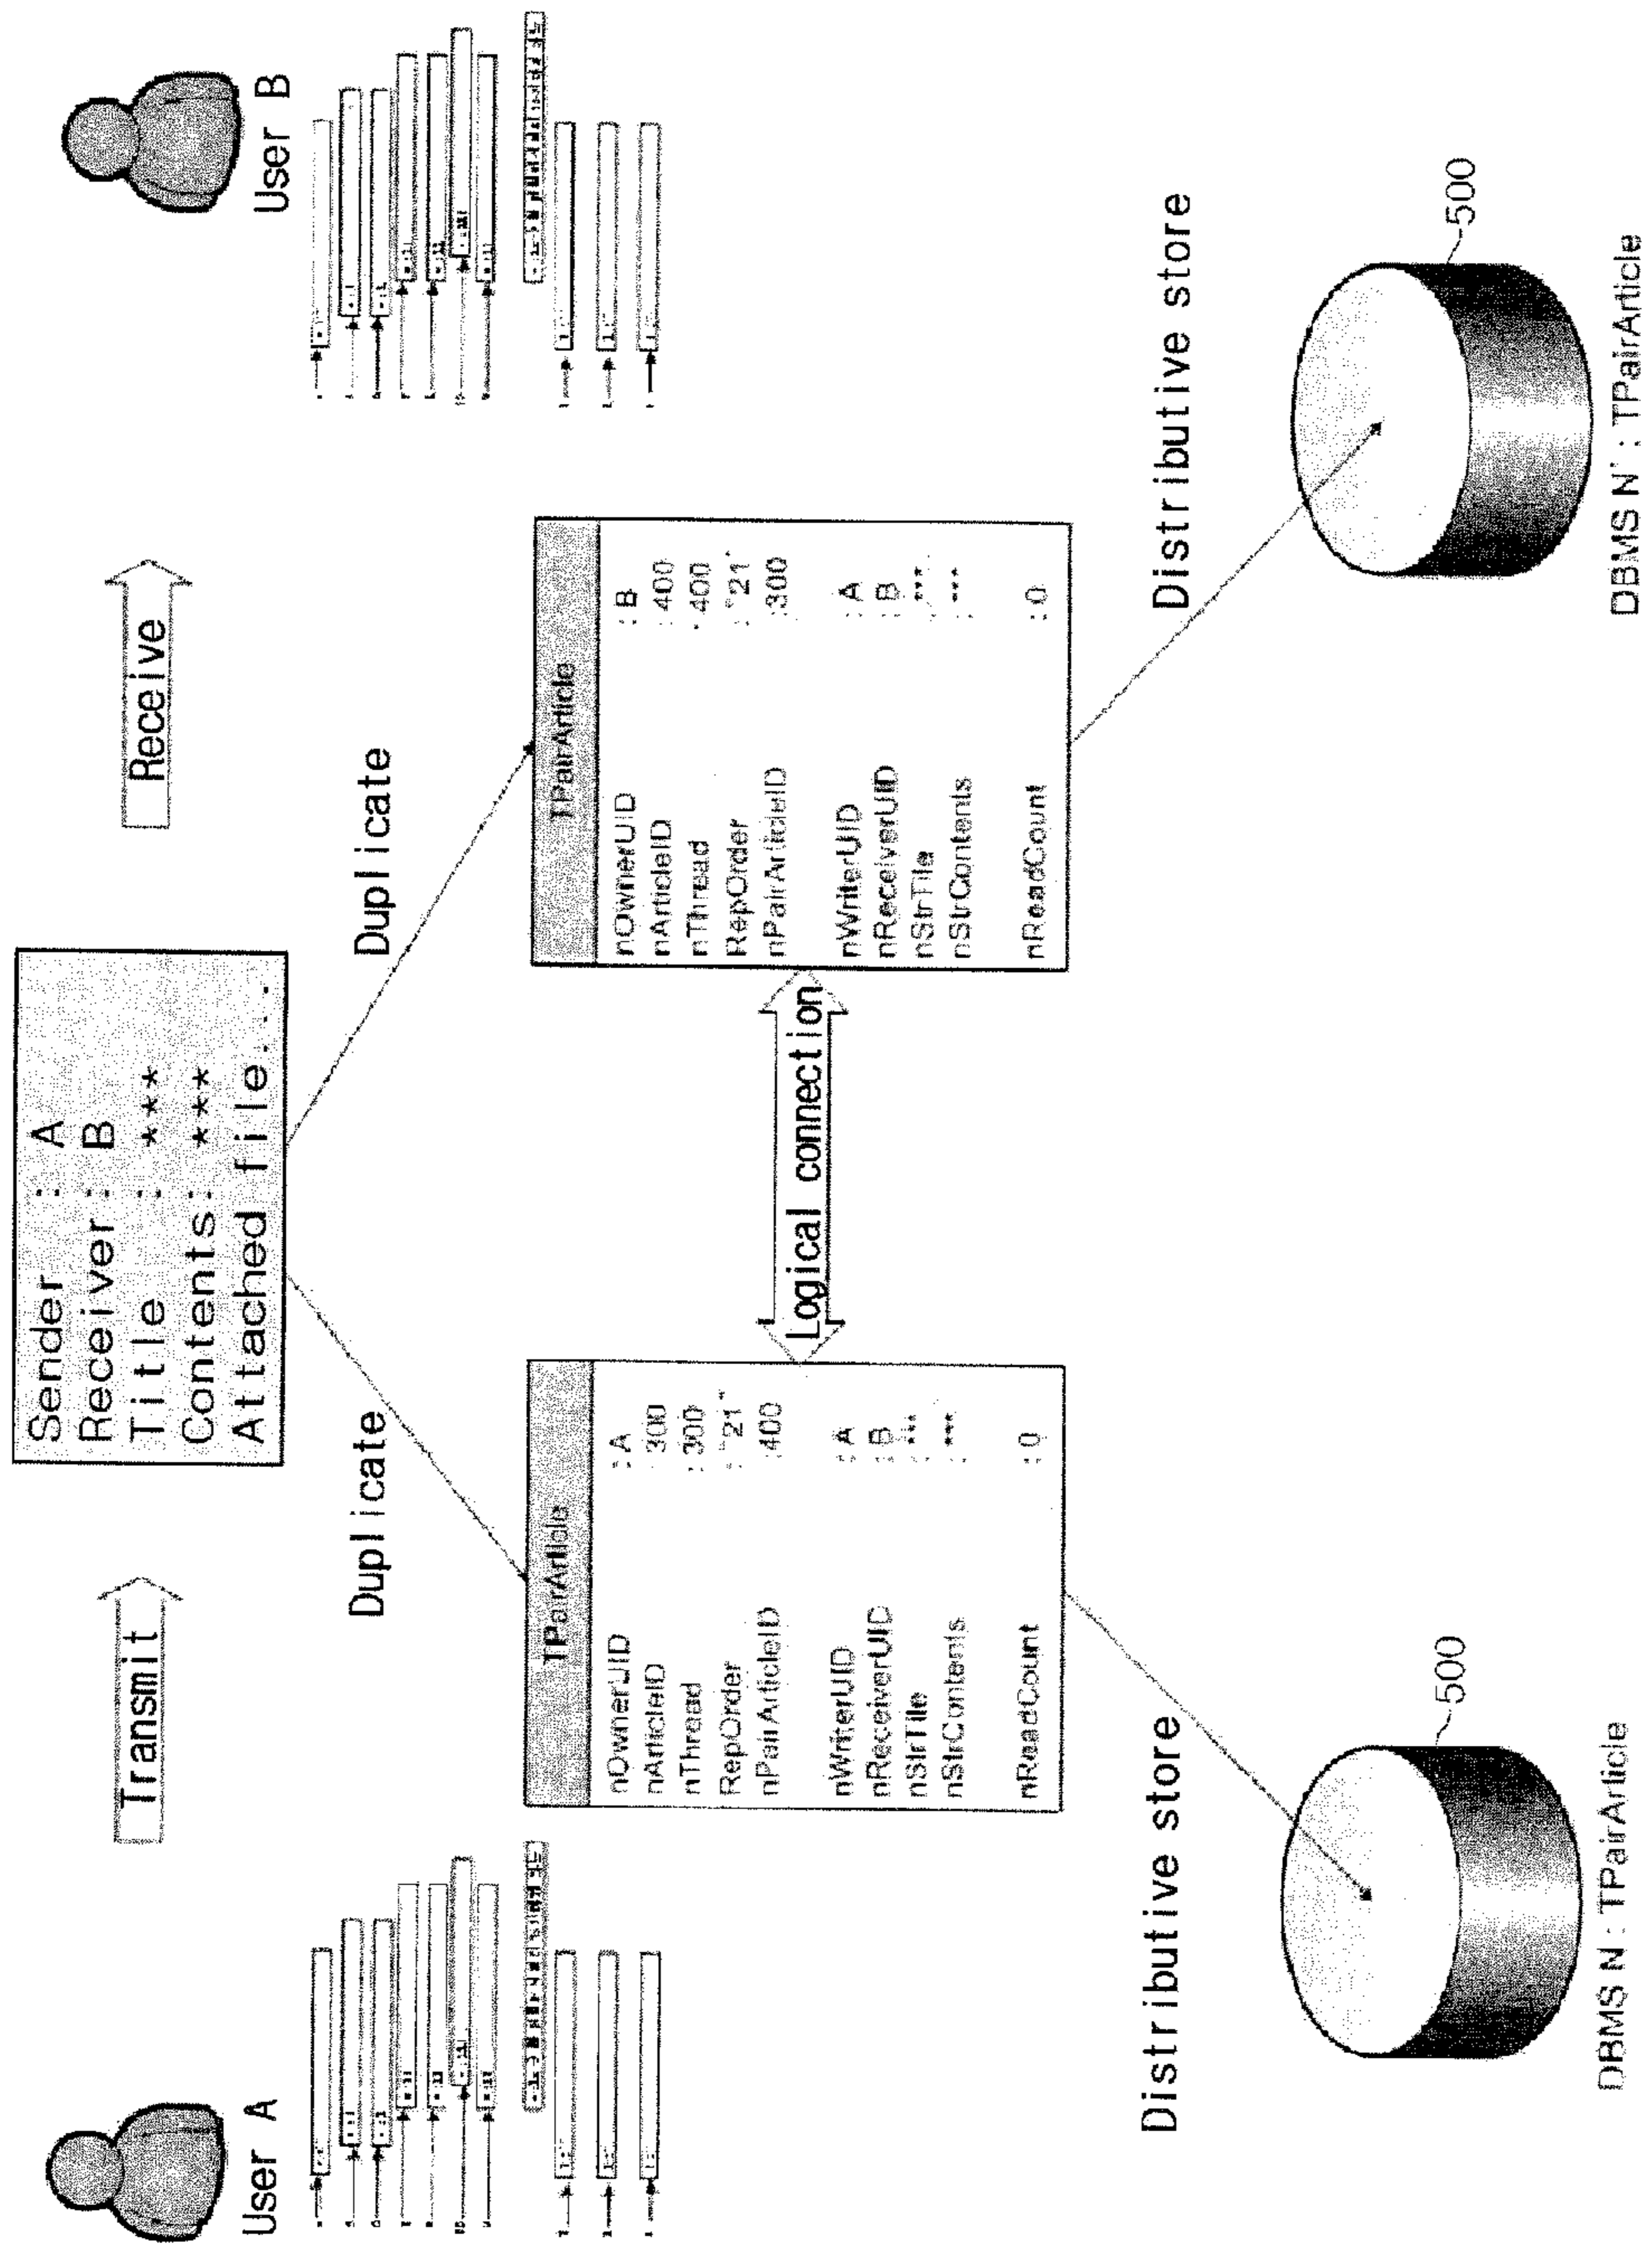 User A
Transmit
Sender : A
Receiver : B
Title : ***
Contents : ***
Attached file...
Receive
User B
Duplicate
Duplicate
TPairArticle
nOwnerUID : A
nArticleID : 300
nThread : 300
RepOrder : "21"
nPairArticleID : 400
nWriterUID : A
nReceiverUID : B
nStrTile : ***
nStrContents : ***
nReadCount : 0
Logical connection
TPairArticle
nOwnerUID : B
nArticleID : 400
nThread : 400
RepOrder : "21"
nPairArticleID : 300
nWriterUID : A
nReceiverUID : B
nStrTile : ***
nStrContents : ***
nReadCount : 0
Distributive store
500
DBMS N : TPairArticle
Distributive store
500
DBMS N' : TPairArticle